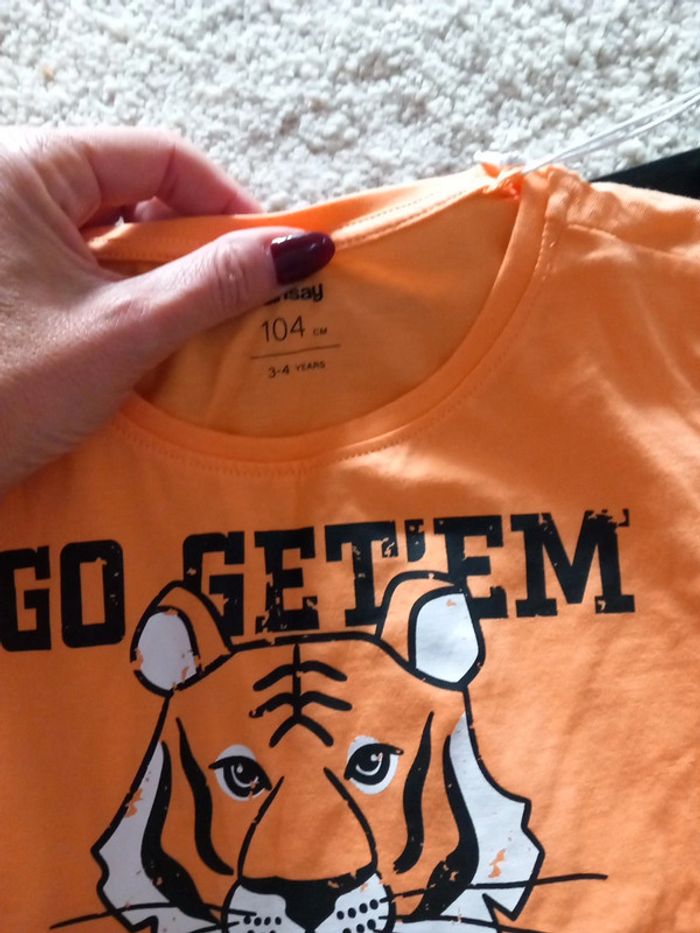 104 CM
3-4 YEARS
GO GET'EM